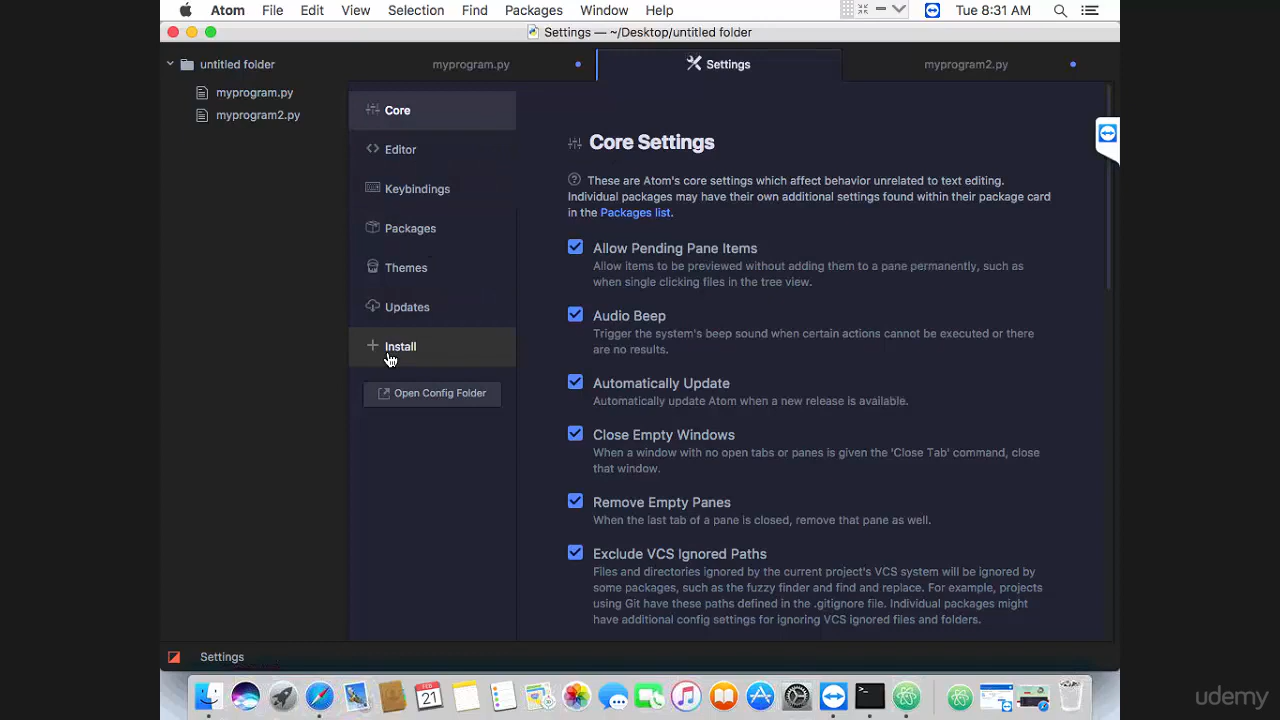 Atom File Edit View Selection Find Packages Window Help Tue 8:31 AM
Settings — ~/Desktop/untitled folder
untitled folder
myprogram.py
myprogram2.py
myprogram.py
Settings
myprogram2.py
Core
Editor
Keybindings
Packages
Themes
Updates
Install
Open Config Folder
Core Settings
These are Atom's core settings which affect behavior unrelated to text editing.
Individual packages may have their own additional settings found within their package card
in the Packages list.
Allow Pending Pane Items
Allow items to be previewed without adding them to a pane permanently, such as
when single clicking files in the tree view.
Audio Beep
Trigger the system's beep sound when certain actions cannot be executed or there
are no results.
Automatically Update
Automatically update Atom when a new release is available.
Close Empty Windows
When a window with no open tabs or panes is given the 'Close Tab' command, close
that window.
Remove Empty Panes
When the last tab of a pane is closed, remove that pane as well.
Exclude VCS Ignored Paths
Files and directories ignored by the current project's VCS system will be ignored by
some packages, such as the fuzzy finder and find and replace. For example, projects
using Git have these paths defined in the .gitignore file. Individual packages might
have additional config settings for ignoring VCS ignored files and folders.
Settings
FEB
21
udemy